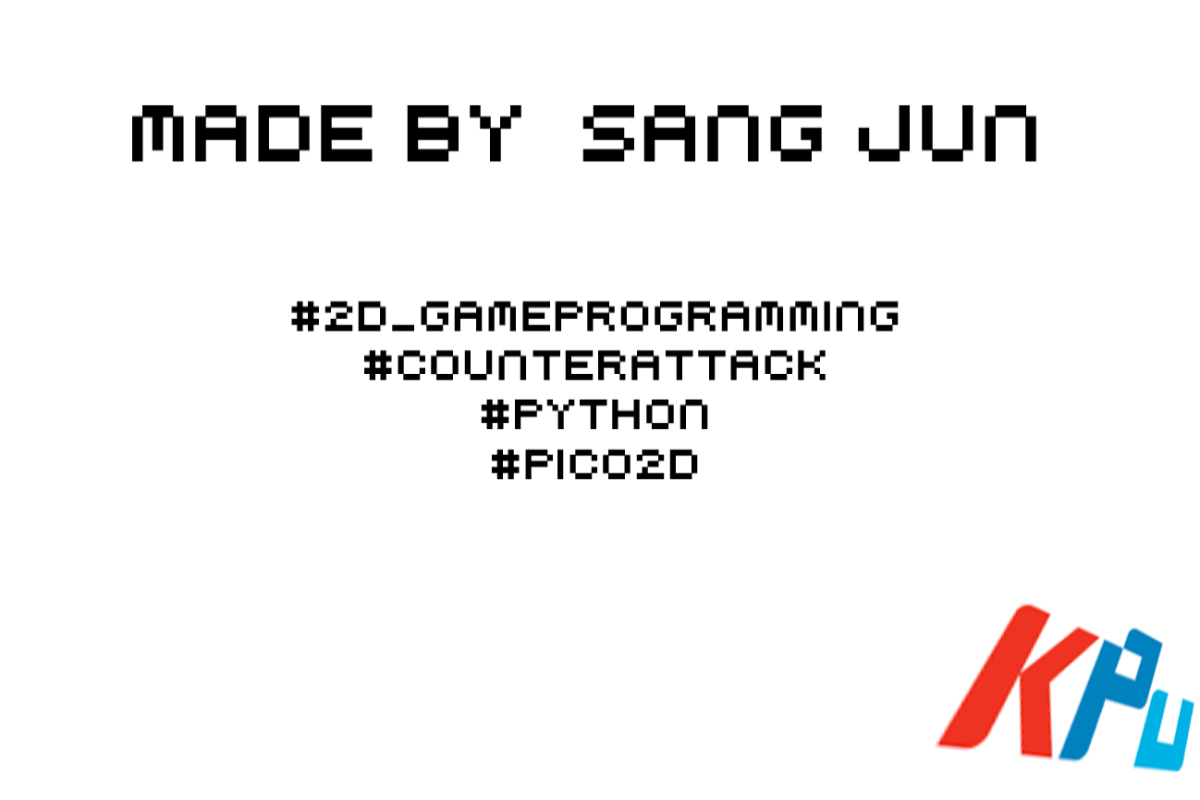 MADE BY SANG JUN
#2D_GAMEPROGRAMMING
#COUNTERATTACK
#PYTHON
#PICO2D
KPU